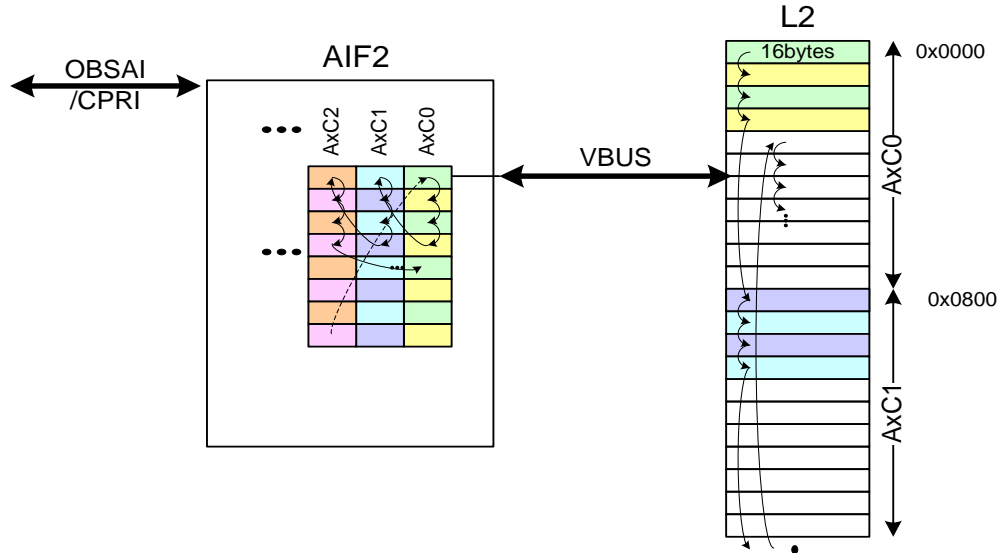 L2
AIF2
OBSAI
/CPRI
16bytes
0x0000
AxC2
AxC1
AxC0
VBUS
AxC0
0x0800
AxC1